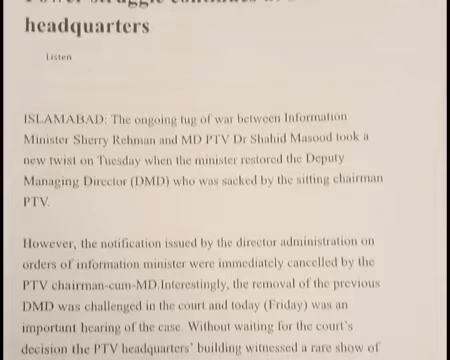 struggle continues at
headquarters
Listen
ISLAMABAD: The ongoing tug of war between Information
Minister Sherry Rehman and MD PTV Dr Shahid Masood took a
new twist on Tuesday when the minister restored the Deputy
Managing Director (DMD) who was sacked by the sitting chairman
PTV.
However, the notification issued by the director administration on
orders of information minister were immediately cancelled by the
PTV chairman-cum-MD.Interestingly, the removal of the previous
DMD was challenged in the court and today (Friday) was an
important hearing of the case. Without waiting for the court's
decision the PTV headquarters' building witnessed a rare show of